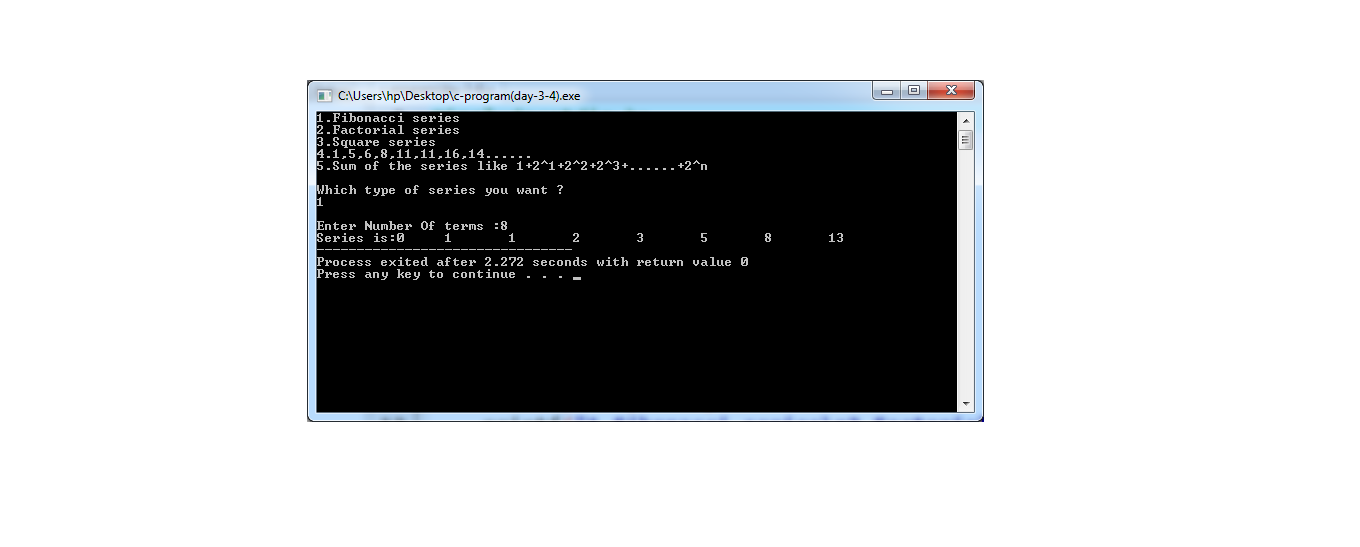 C:\Users\hp\Desktop\c-program(day-3-4).exe
1.Fibonacci series
2.Factorial series
3.Square series
4.1,5,6,8,11,11,16,14......
5.Sum of the series like 1+2^1+2^2+2^3+......+2^n
Which type of series you want ?
1
Enter Number Of terms :8
Series is:0 1 1 2 3 5 8 13
--------------------------------
Process exited after 2.272 seconds with return value 0
Press any key to continue . . . _